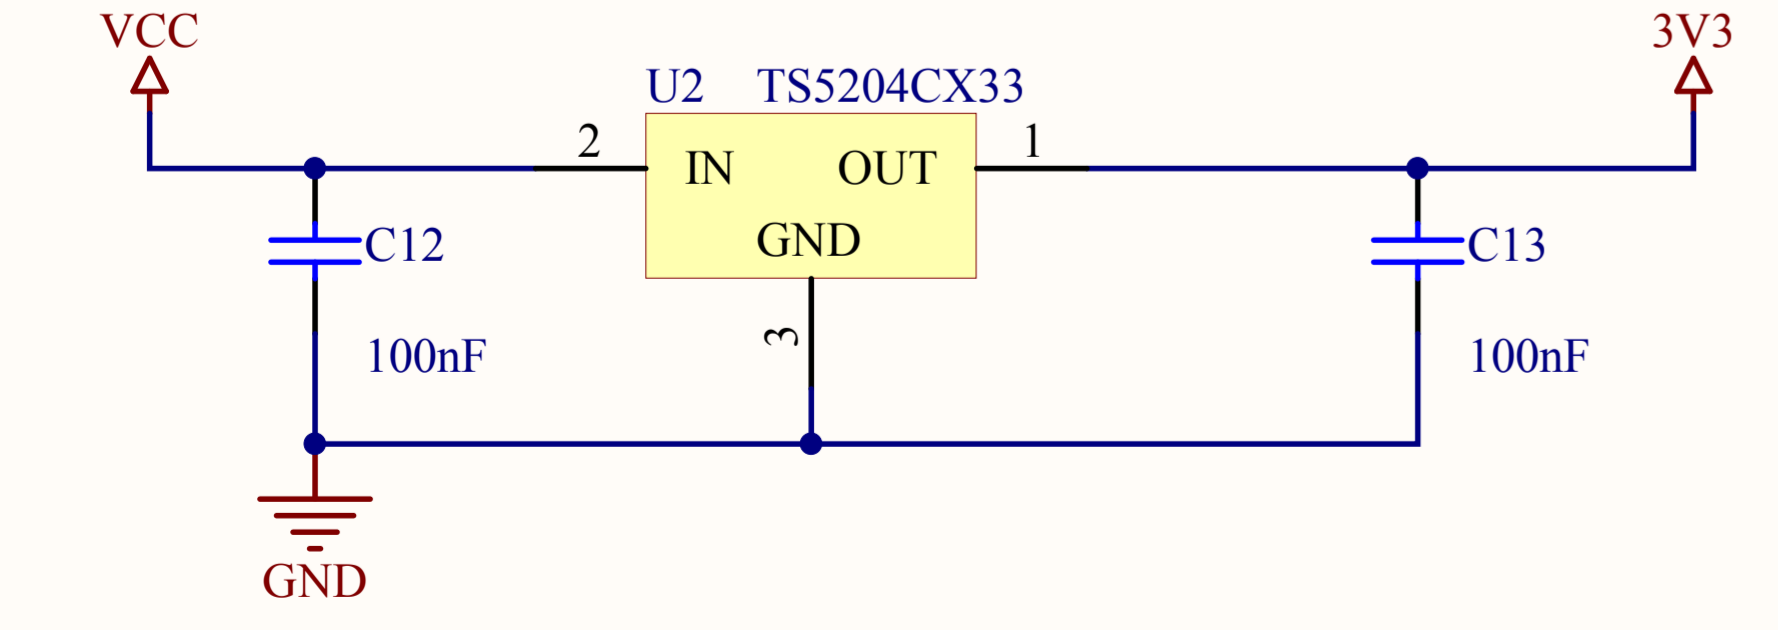 VCC
3V3
U2 TS5204CX33
2
1
IN OUT
GND
C12
C13
3
100nF
100nF
GND